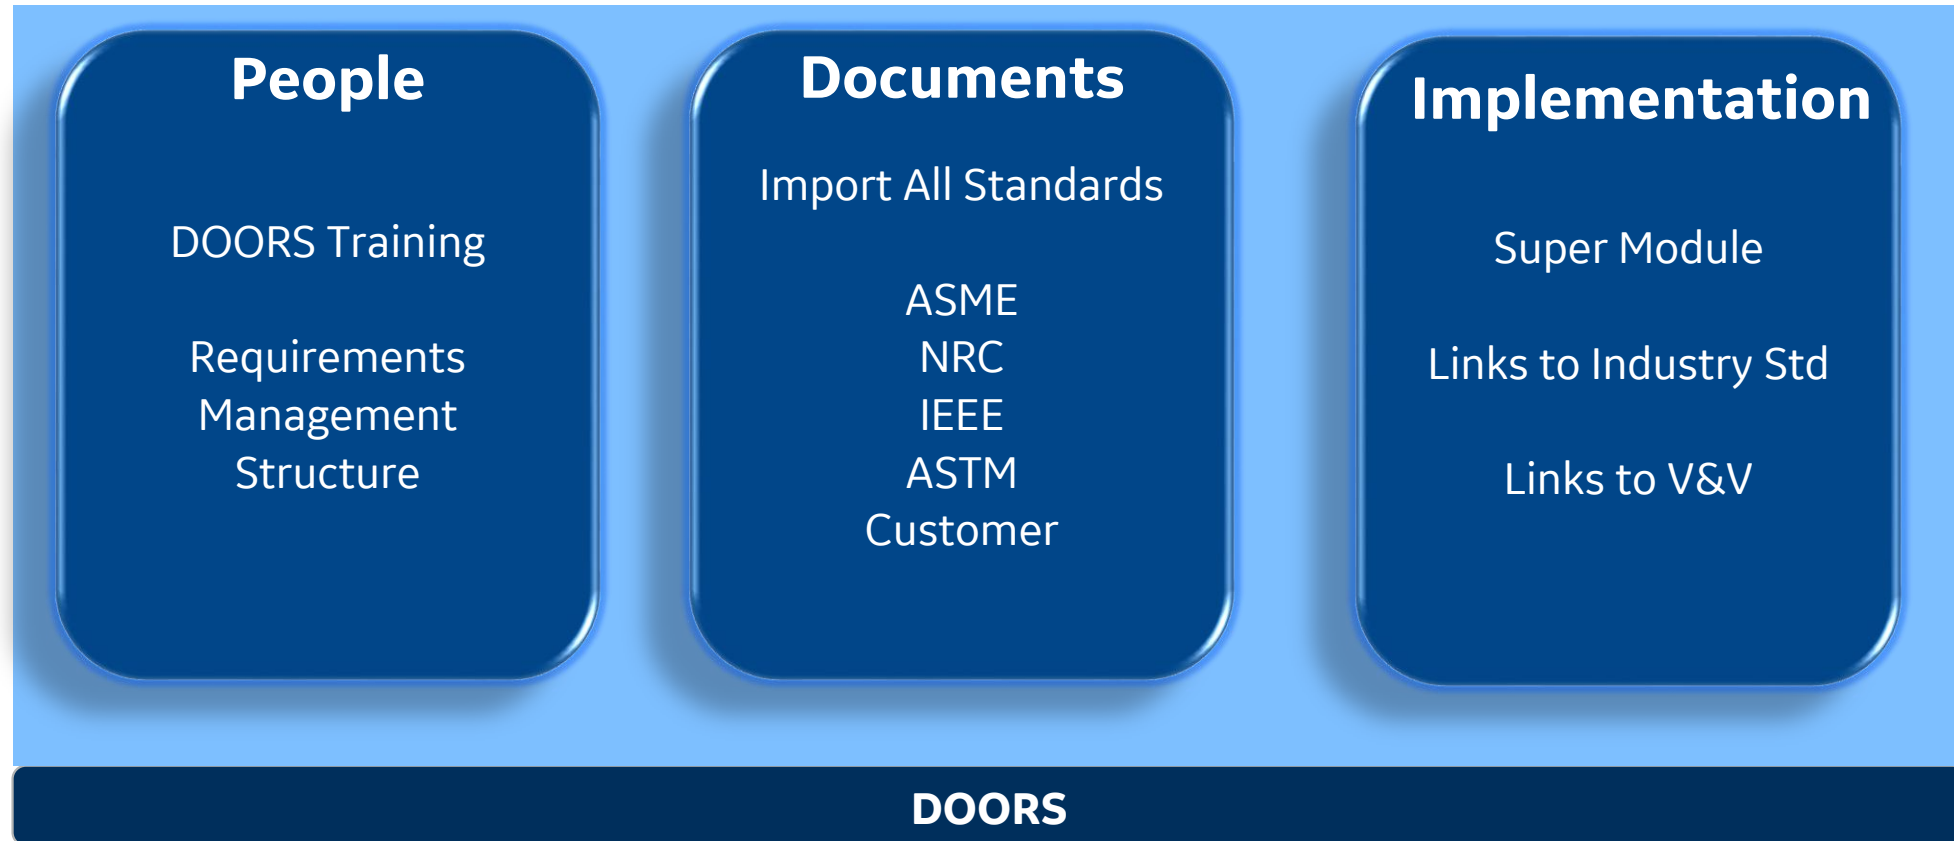 People
DOORS Training
Requirements
Management
Structure
Documents
Import All Standards
ASME
NRC
IEEE
ASTM
Customer
Implementation
Super Module
Links to Industry Std
Links to V&V
DOORS